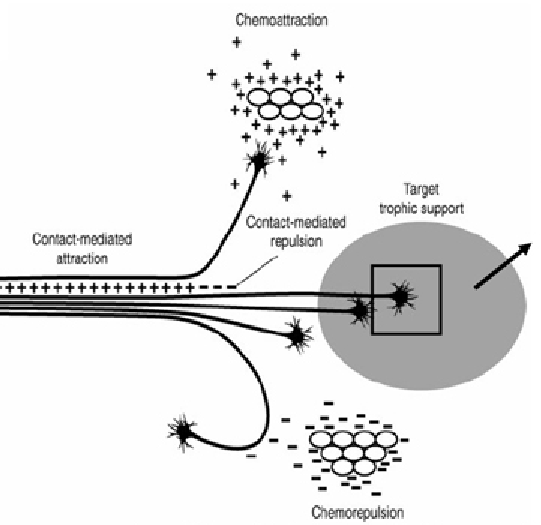 Chemoattraction
Target
trophic support
Contact-mediated
repulsion
Contact-mediated
attraction
Chemorepulsion